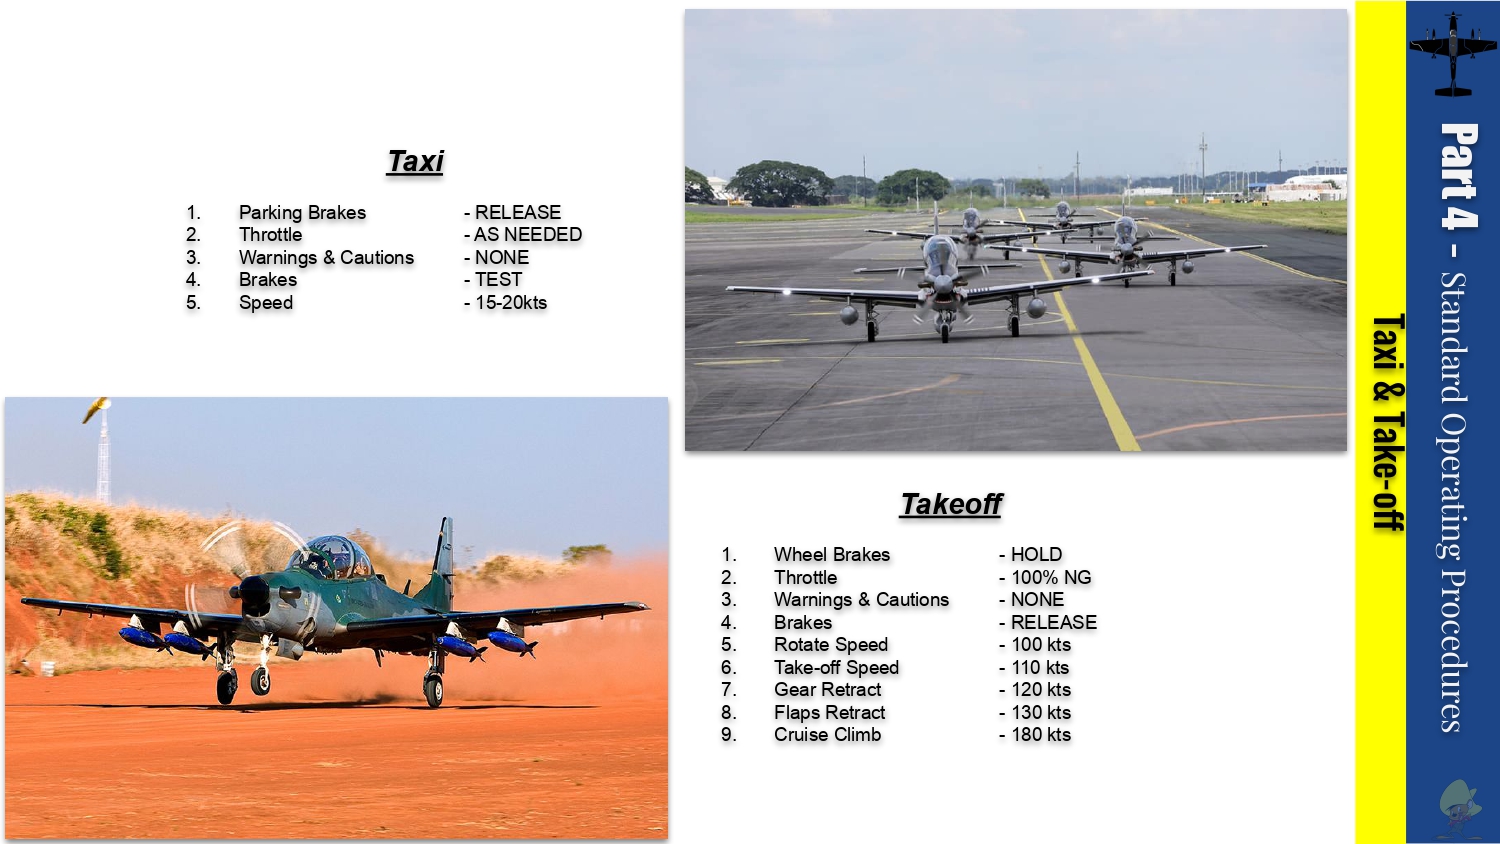 Taxi
1. Parking Brakes - RELEASE
2. Throttle - AS NEEDED
3. Warnings & Cautions - NONE
4. Brakes - TEST
5. Speed - 15-20kts
Takeoff
1. Wheel Brakes - HOLD
2. Throttle - 100% NG
3. Warnings & Cautions - NONE
4. Brakes - RELEASE
5. Rotate Speed - 100 kts
6. Take-off Speed - 110 kts
7. Gear Retract - 120 kts
8. Flaps Retract - 130 kts
9. Cruise Climb - 180 kts
Taxi & Take-off
Part 4 - Standard Operating Procedures